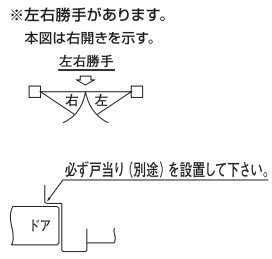 ※左右勝手があります。
本図は右開きを示す。
左右勝手
右 左
必ず戸当り（別途）を設置して下さい。
ドア